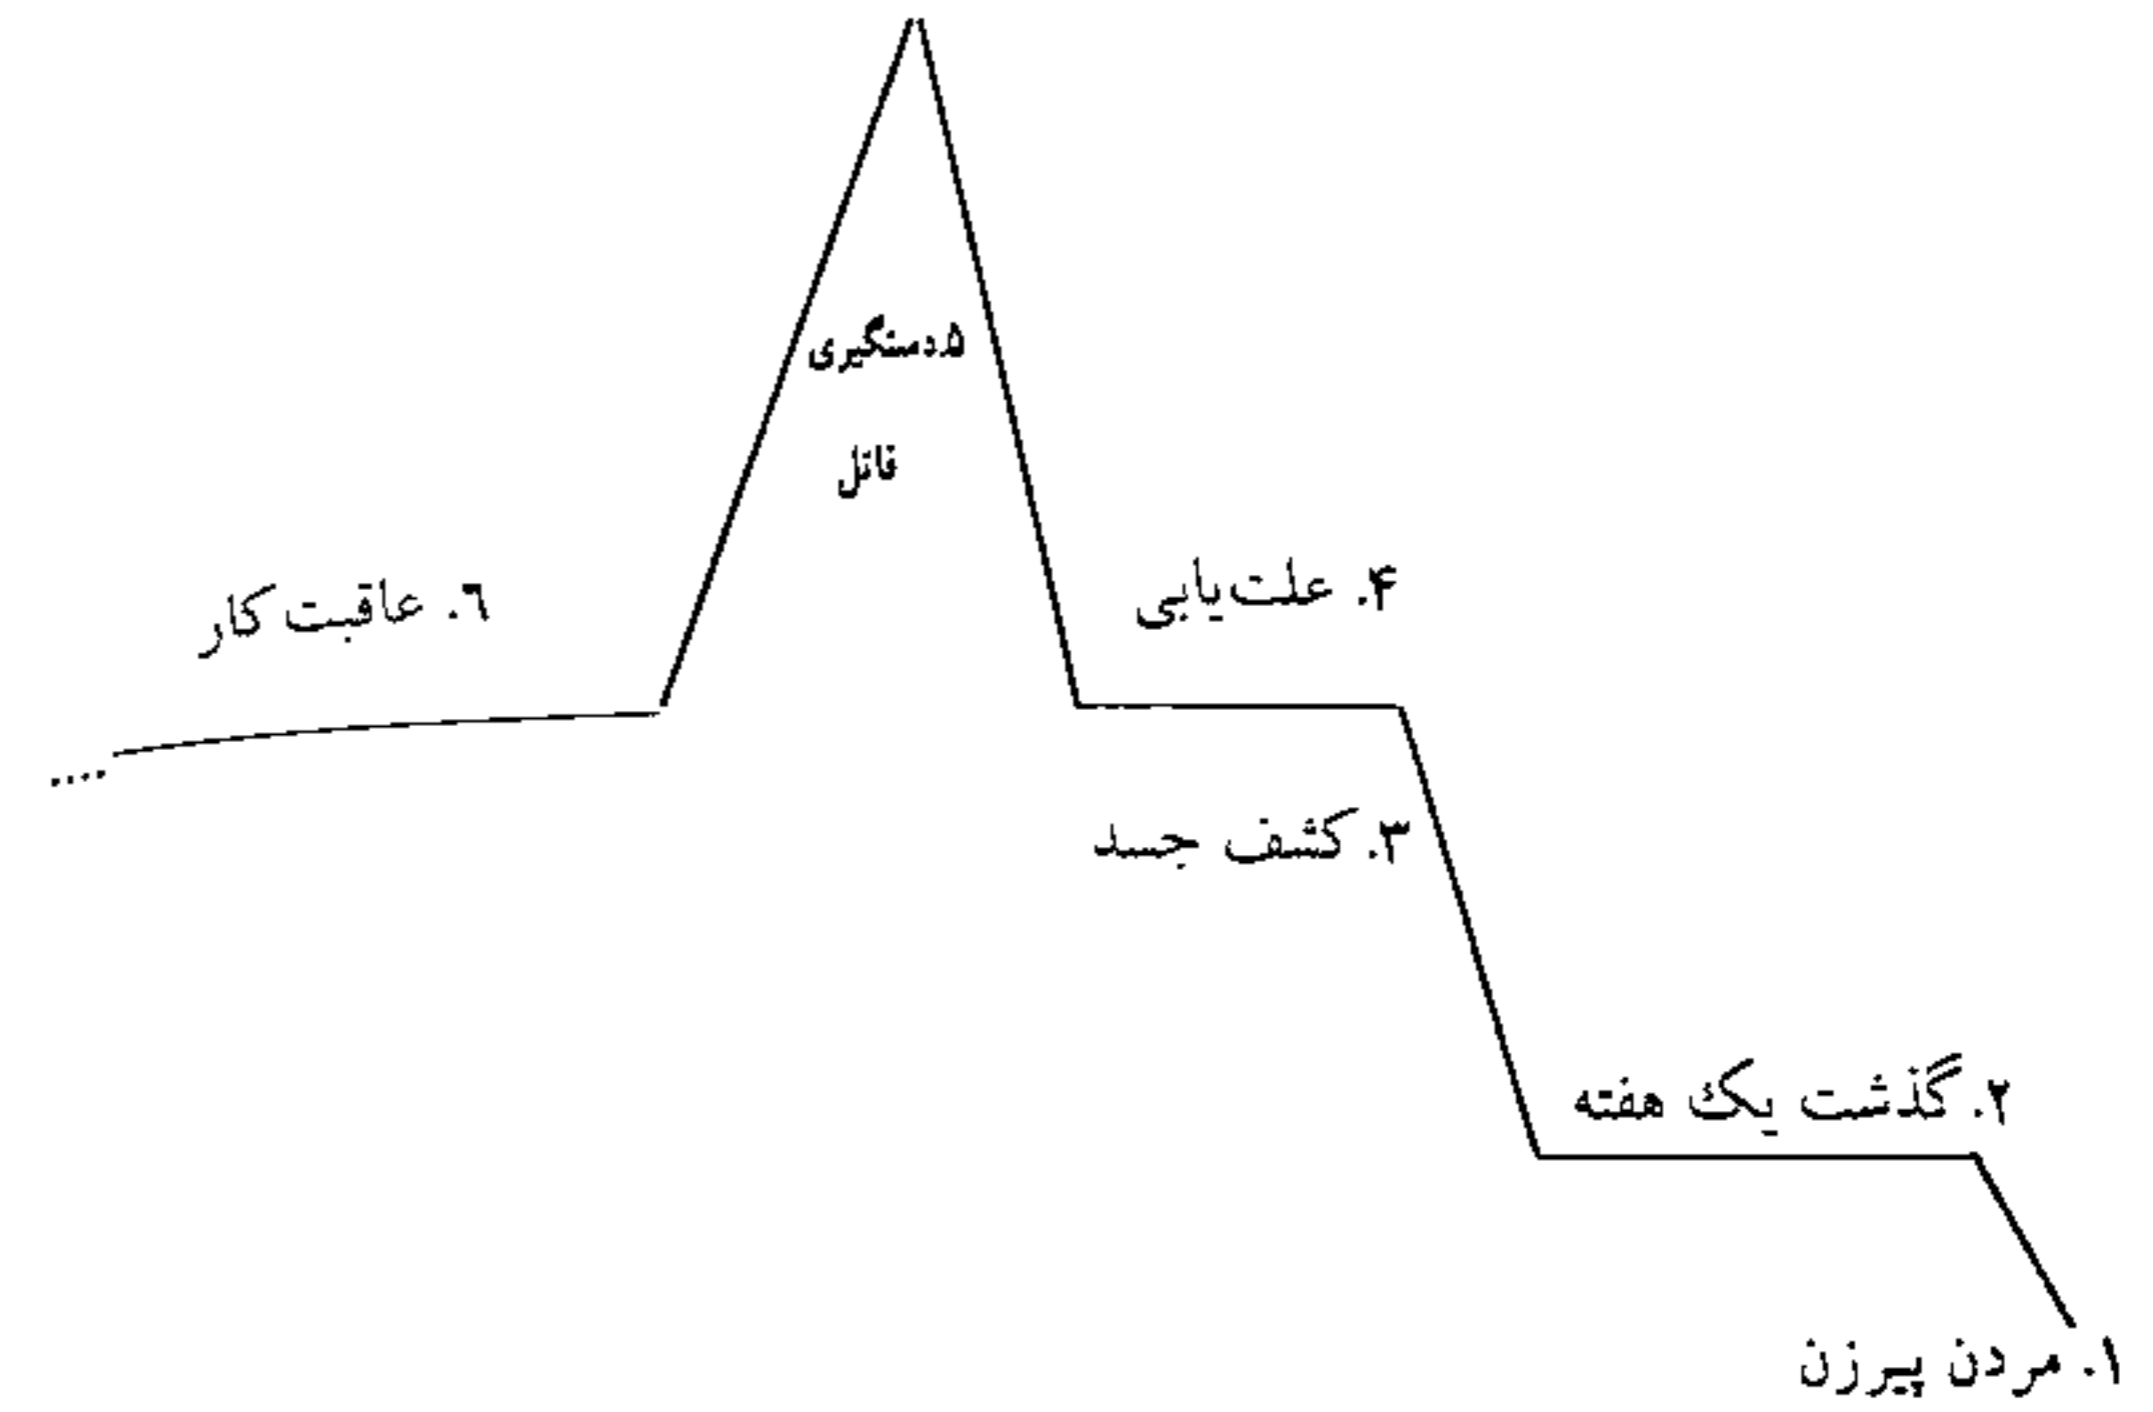 ۱. مردن پیرزن
۲. گذشت یک هفته
۳. کشف جسد
۴. علت‌یابی
۵.دستگیری
قاتل
۶. عاقبت کار
....